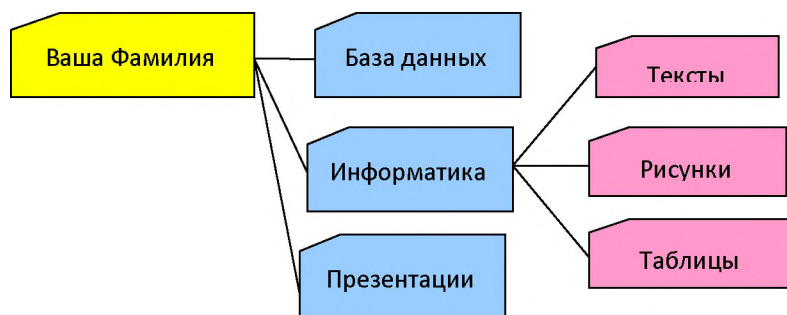 Ваша Фамилия
База данных
Информатика
Презентации
Тексты
Рисунки
Таблицы